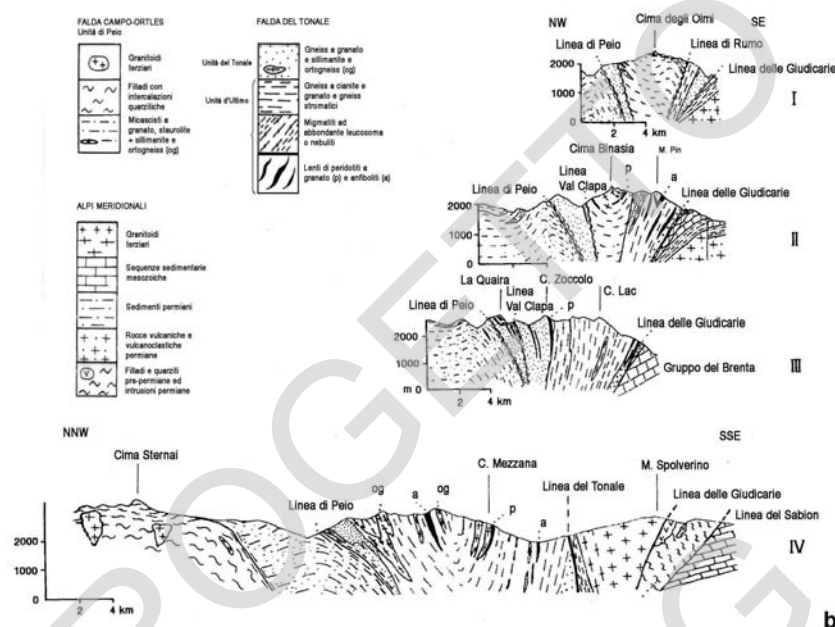 FALDA CAMPO-ORTLES
Unità di Peio
Granitoidi
terziari
Filladi con
intercalazioni
quarzitiche
Micascisti a
granato, staurolite
+ sillimanite e
ortogneiss (og)
FALDA DEL TONALE
Unità del Tonale
Gneiss a granato
e sillimanite e
ortogneiss (og)
Unità d'Ultimo
Gneiss a cianite e
granato e gneiss
stromatici
Migmatiti ad
abbondante leucosoma
o nebuliti
Lenti di peridotiti a
granato (p) e anfiboliti (a)
ALPI MERIDIONALI
Granitoidi
terziari
Sequenze sedimentarie
mesozoiche
Sedimenti permiani
Rocce vulcaniche e
vulcanoclastiche
permiane
V
Filladi e quarziti
pre-permiane ed
intrusioni permiane
NW
Cima degli Olmi
SE
Linea di Peio
Linea di Rumo
Linea delle Giudicarie
2000
1000
0
2 4 km
I
Cima Binasia
M. Pin
Linea di Peio
Linea
Val Clapa
p
a
Linea delle Giudicarie
2000
1000
0
II
La Quaira
C. Zoccolo
C. Lac
Linea di Peio
Linea
Val Clapa
p
Linea delle Giudicarie
2000
1000
m 0
2 4 km
Gruppo del Brenta
III
NNW
SSE
Cima Sternai
C. Mezzana
M. Spolverino
Linea di Peio
og
a
og
p
a
Linea del Tonale
Linea delle Giudicarie
Linea del Sabion
2000
1000
0
2 4 km
IV
b